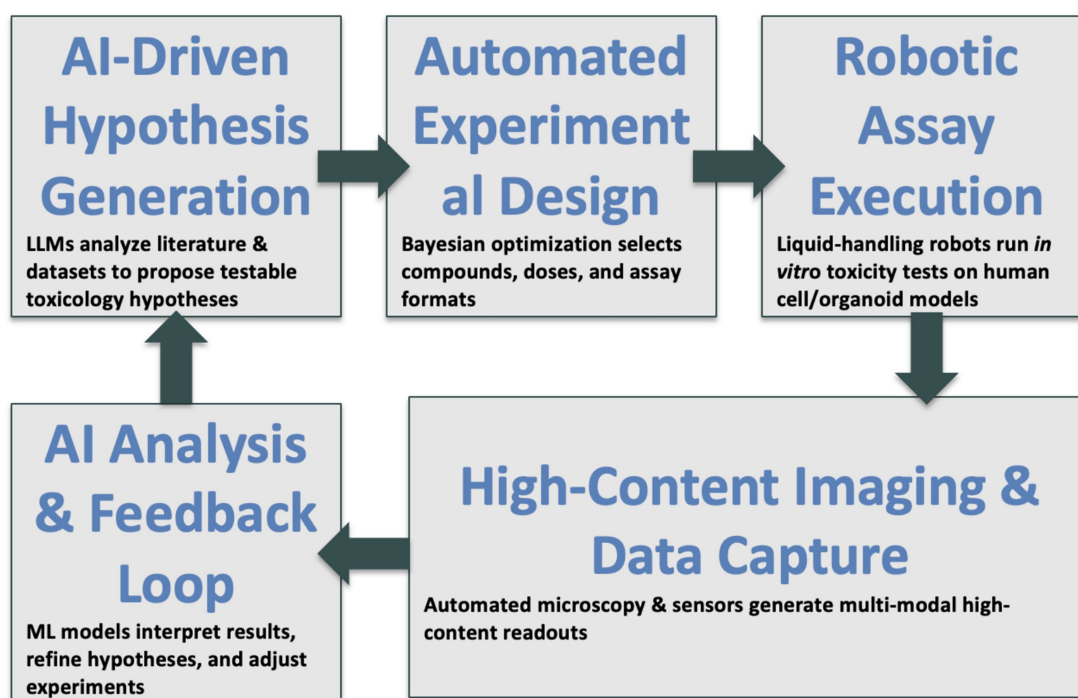 AI-Driven
Hypothesis
Generation
LLMs analyze literature &
datasets to propose testable
toxicology hypotheses
Automated
Experiment
al Design
Bayesian optimization selects
compounds, doses, and assay
formats
Robotic
Assay
Execution
Liquid-handling robots run in
vitro toxicity tests on human
cell/organoid models
High-Content Imaging &
Data Capture
Automated microscopy & sensors generate multi-modal high-
content readouts
AI Analysis
& Feedback
Loop
ML models interpret results,
refine hypotheses, and adjust
experiments